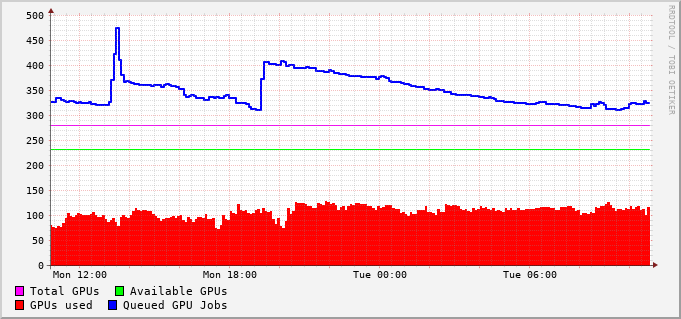 500
450
400
350
300
250
200
150
100
50
0
Mon 12:00 Mon 18:00 Tue 00:00 Tue 06:00
Total GPUs Available GPUs
GPUs used Queued GPU Jobs
RRDTOOL / TOBI OETIKER